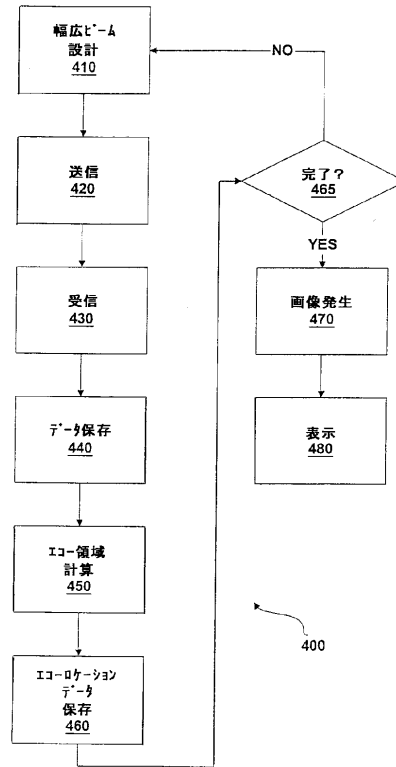 幅広ビーム
設計
410
送信
420
受信
430
データ保存
440
エコー領域
計算
450
エコーロケーション
データ
保存
460
NO
完了?
465
YES
画像発生
470
表示
480
400